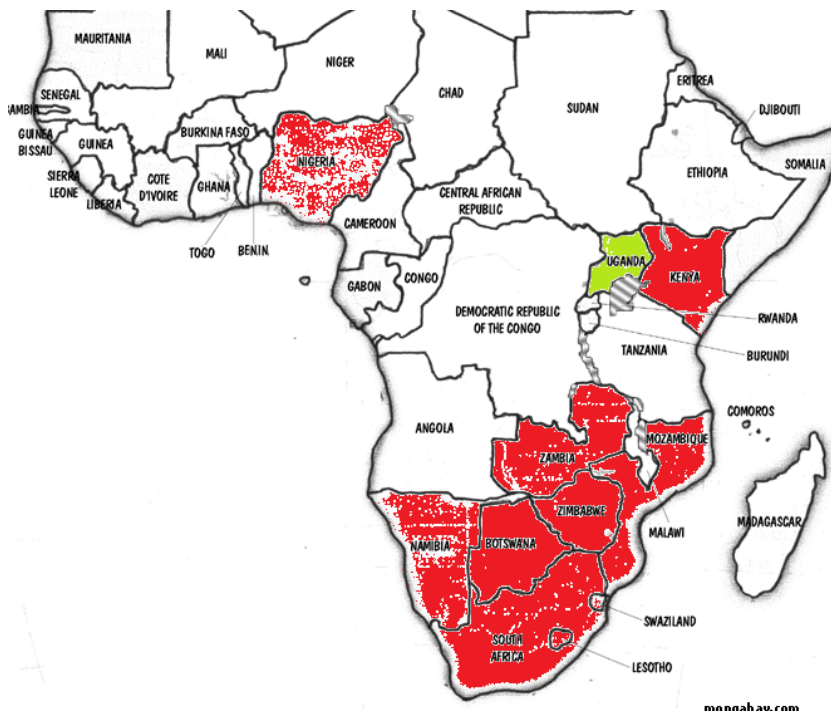 MAURITANIA
MALI
NIGER
CHAD
SUDAN
ERITREA
DJIBOUTI
SENEGAL
GAMBIA
GUINEA
BISSAU
GUINEA
BURKINA FASO
NIGERIA
ETHIOPIA
SOMALIA
SIERRA
LEONE
LIBERIA
COTE
D'IVOIRE
GHANA
TOGO
BENIN
CAMEROON
CENTRAL AFRICAN
REPUBLIC
UGANDA
KENYA
GABON
CONGO
DEMOCRATIC REPUBLIC
OF THE CONGO
RWANDA
BURUNDI
TANZANIA
COMOROS
ANGOLA
ZAMBIA
MOZAMBIQUE
MALAWI
MADAGASCAR
ZIMBABWE
NAMIBIA
BOTSWANA
SWAZILAND
SOUTH
AFRICA
LESOTHO
mongabay.com